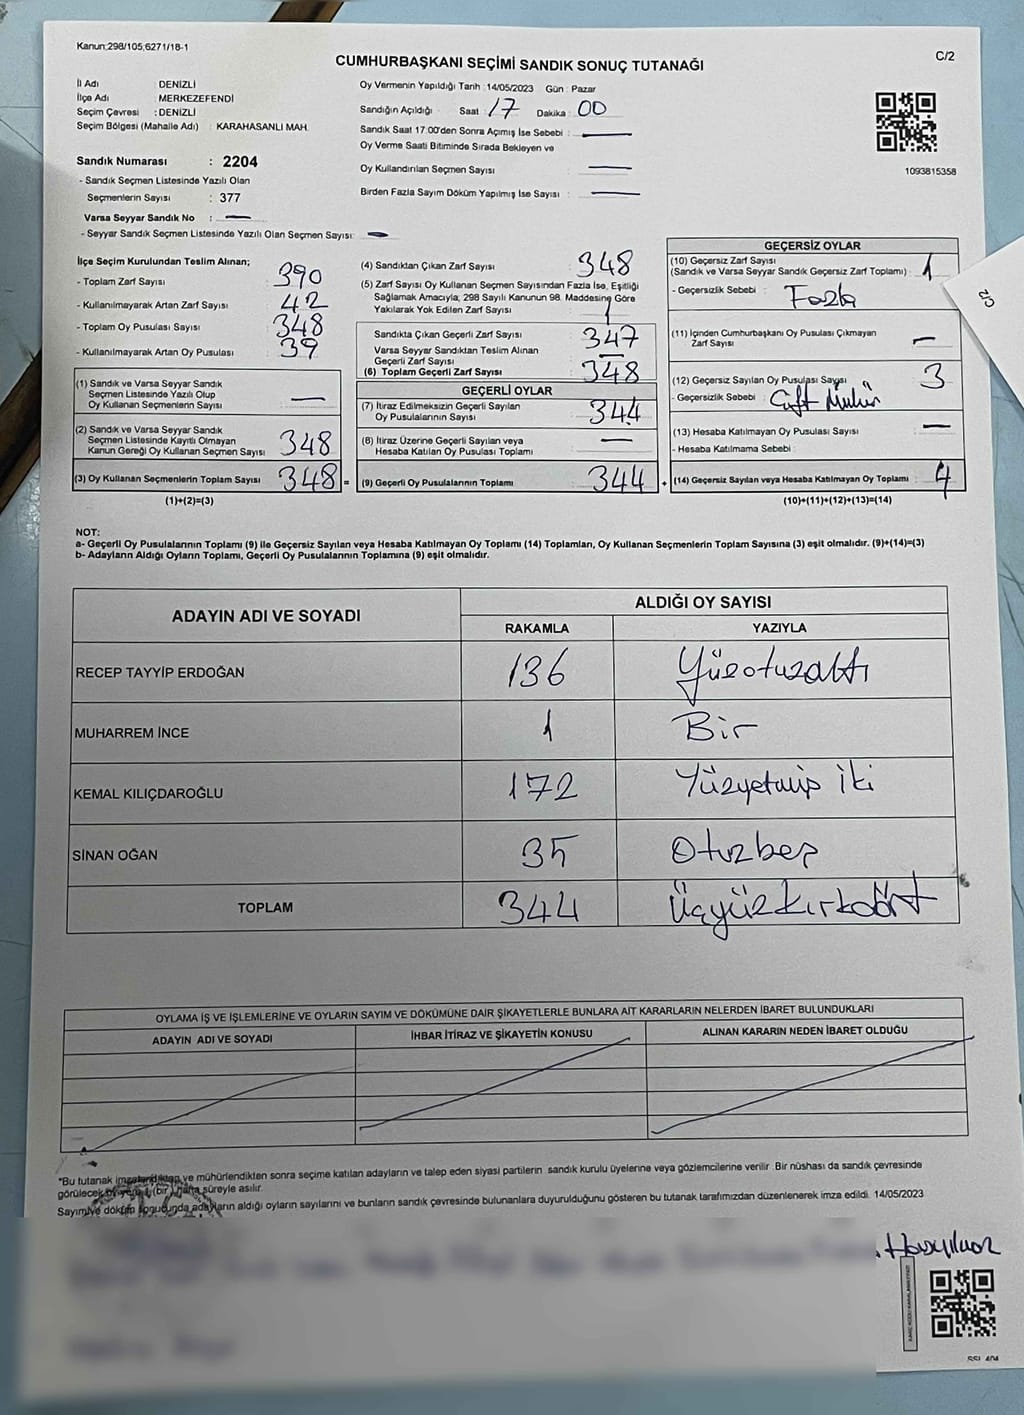 Kanun;298/105;6271/18-1
C/2
CUMHURBAŞKANI SEÇİMİ SANDIK SONUÇ TUTANAĞI
İl Adı : DENİZLİ
İlçe Adı : MERKEZEFENDİ
Seçim Çevresi : DENİZLİ
Seçim Bölgesi (Mahalle Adı) : KARAHASANLI MAH.
Sandık Numarası : 2204
- Sandık Seçmen Listesinde Yazılı Olan
Seçmenlerin Sayısı : 377
Varsa Seyyar Sandık No : —
- Seyyar Sandık Seçmen Listesinde Yazılı Olan Seçmen Sayısı: —
Oy Vermenin Yapıldığı Tarih :14/05/2023 Gün : Pazar
Sandığın Açıldığı Saat : 17 Dakika : 00
Sandık Saat 17:00'den Sonra Açımış İse Sebebi : —
Oy Verme Saati Bitiminde Sırada Bekleyen ve
Oy Kullandırılan Seçmen Sayısı : —
Birden Fazla Sayım Döküm Yapılmış İse Sayısı : —
1093815358
İlçe Seçim Kurulundan Teslim Alınan;
- Toplam Zarf Sayısı : 390
- Kullanılmayarak Artan Zarf Sayısı : 42
- Toplam Oy Pusulası Sayısı : 348
- Kullanılmayarak Artan Oy Pusulası : 39
(1) Sandık ve Varsa Seyyar Sandık
Seçmen Listesinde Yazılı Olup
Oy Kullanan Seçmenlerin Sayısı : —
(2) Sandık ve Varsa Seyyar Sandık
Seçmen Listesinde Kayıtlı Olmayan
Kanun Gereği Oy Kullanan Seçmen Sayısı : 348
(3) Oy Kullanan Seçmenlerin Toplam Sayısı : 348 =
(1)+(2)=(3)
(4) Sandıktan Çıkan Zarf Sayısı : 348
(5) Zarf Sayısı Oy Kullanan Seçmen Sayısından Fazla İse, Eşitliği
Sağlamak Amacıyla; 298 Sayılı Kanunun 98. Maddesine Göre
Yakılarak Yok Edilen Zarf Sayısı : 1
Sandıkta Çıkan Geçerli Zarf Sayısı : 347
Varsa Seyyar Sandıktan Teslim Alınan
Geçerli Zarf Sayısı : —
(6) Toplam Geçerli Zarf Sayısı : 348
GEÇERLİ OYLAR
(7) İtiraz Edilmeksizin Geçerli Sayılan
Oy Pusulalarının Sayısı : 344
(8) İtiraz Üzerine Geçerli Sayılan veya
Hesaba Katılan Oy Pusulası Toplamı : —
(9) Geçerli Oy Pusulalarının Toplamı : 344 +
GEÇERSİZ OYLAR
(10) Geçersiz Zarf Sayısı
(Sandık ve Varsa Seyyar Sandık Geçersiz Zarf Toplamı) : 1
- Geçersizlik Sebebi : Fazla
(11) İçinden Cumhurbaşkanı Oy Pusulası Çıkmayan
Zarf Sayısı : —
(12) Geçersiz Sayılan Oy Pusulası Sayısı : 3
- Geçersizlik Sebebi : Çift Mühür
(13) Hesaba Katılmayan Oy Pusulası Sayısı : —
- Hesaba Katılmama Sebebi :
(14) Geçersiz Sayılan veya Hesaba Katılmayan Oy Toplamı : 4
(10)+(11)+(12)+(13)=(14)
NOT:
a- Geçerli Oy Pusulalarının Toplamı (9) ile Geçersiz Sayılan veya Hesaba Katılmayan Oy Toplamı (14) Toplamları, Oy Kullanan Seçmenlerin Toplam Sayısına (3) eşit olmalıdır. (9)+(14)=(3)
b- Adayların Aldığı Oyların Toplamı, Geçerli Oy Pusulalarının Toplamına (9) eşit olmalıdır.
ADAYIN ADI VE SOYADI
ALDIĞI OY SAYISI
RAKAMLA YAZIYLA
RECEP TAYYİP ERDOĞAN 136 Yüzotuzaltı
MUHARREM İNCE 1 Bir
KEMAL KILIÇDAROĞLU 172 Yüzyetmiş iki
SİNAN OĞAN 35 Otuzbeş
TOPLAM 344 Üçyüzkırkdört
OYLAMA İŞ VE İŞLEMLERİNE VE OYLARIN SAYIM VE DÖKÜMÜNE DAİR ŞİKAYETLERLE BUNLARA AİT KARARLARIN NELERDEN İBARET BULUNDUKLARI
ADAYIN ADI VE SOYADI İHBAR İTİRAZ VE ŞİKAYETİN KONUSU ALINAN KARARIN NEDEN İBARET OLDUĞU
*Bu tutanak imzalandıktan ve mühürlendikten sonra seçime katılan adayların ve talep eden siyasi partilerin sandık kurulu üyelerine veya gözlemcilerine verilir. Bir nüshası da sandık çevresinde
görülecek bir yere 1 (bir) hafta süreyle asılır.
Sayım ve döküm sonucunda adayların aldığı oyların sayılarını ve bunların sandık çevresinde bulunanlara duyurulduğunu gösteren bu tutanak tarafımızdan düzenlenerek imza edildi. 14/05/2023
C/2